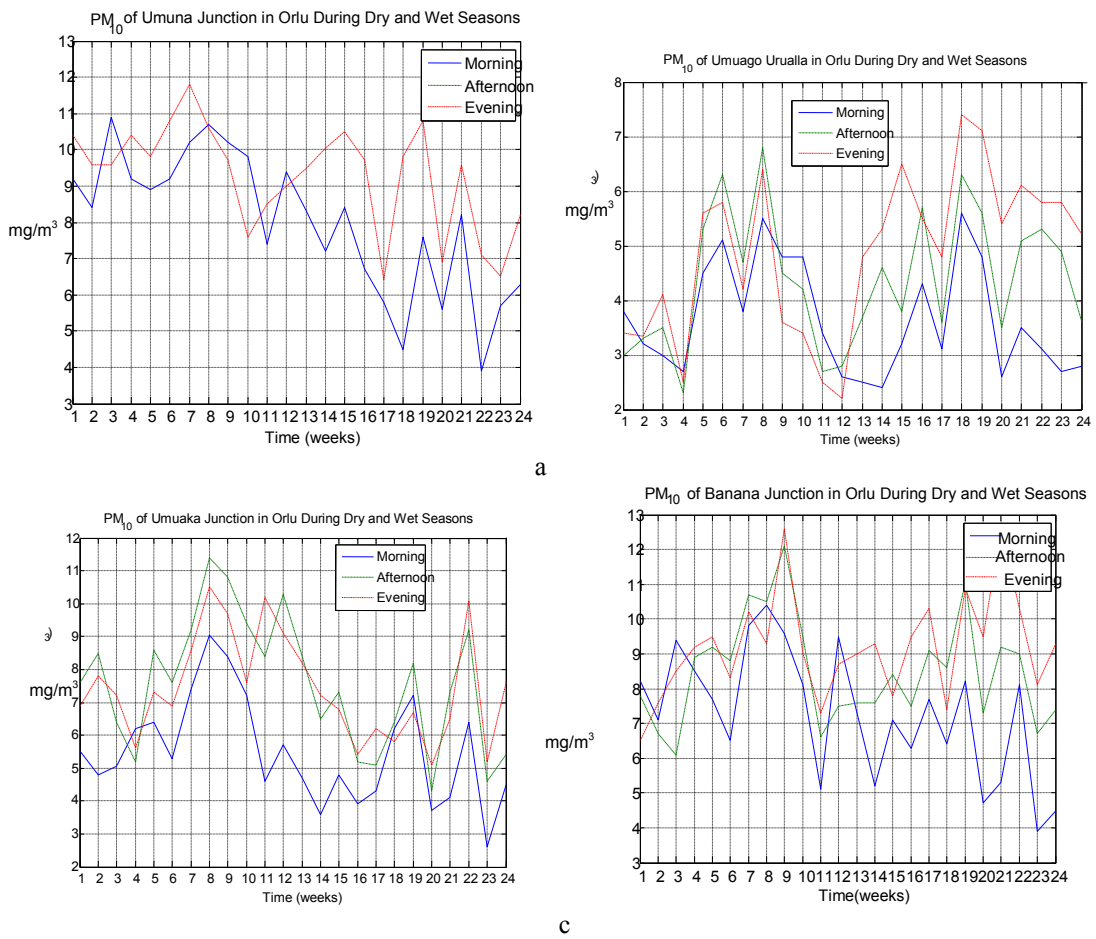 PM10 of Umuna Junction in Orlu During Dry and Wet Seasons
13
12
11
10
9
8
7
6
5
4
3
mg/m3
Morning
Afternoon
Evening
1 2 3 4 5 6 7 8 9 10 11 12 13 14 15 16 17 18 19 20 21 22 23 24
Time (weeks)
PM10 of Umuago Urualla in Orlu During Dry and Wet Seasons
8
7
6
5
4
3
2
3)
mg/m3
Morning
Afternoon
Evening
1 2 3 4 5 6 7 8 9 10 11 12 13 14 15 16 17 18 19 20 21 22 23 24
Time (weeks)
a
PM10 of Umuaka Junction in Orlu During Dry and Wet Seasons
12
11
10
9
8
7
6
5
4
3
2
3)
mg/m3
Morning
Afternoon
Evening
1 2 3 4 5 6 7 8 9 10 11 12 13 14 15 16 17 18 19 20 21 22 23 24
Time (weeks)
PM10 of Banana Junction in Orlu During Dry and Wet Seasons
13
12
11
10
9
8
7
6
5
4
3
mg/m3
Morning
Afternoon
Evening
1 2 3 4 5 6 7 8 9 10 11 12 13 14 15 16 17 18 19 20 21 22 23 24
Time(weeks)
c